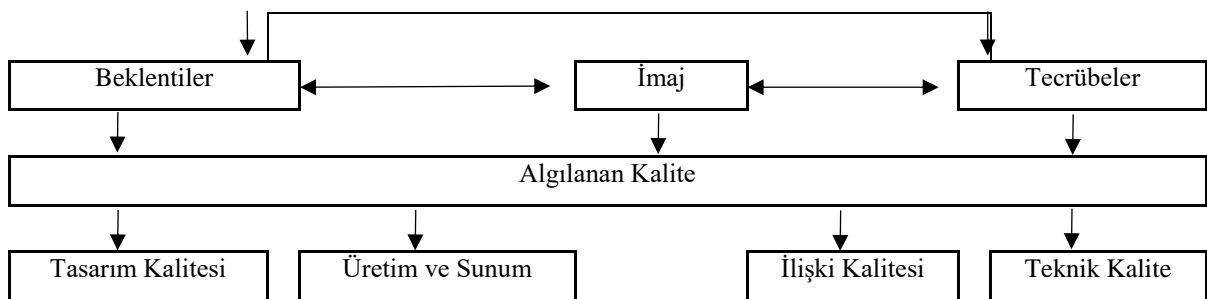 Beklentiler
İmaj
Tecrübeler
Algılanan Kalite
Tasarım Kalitesi
Üretim ve Sunum
İlişki Kalitesi
Teknik Kalite